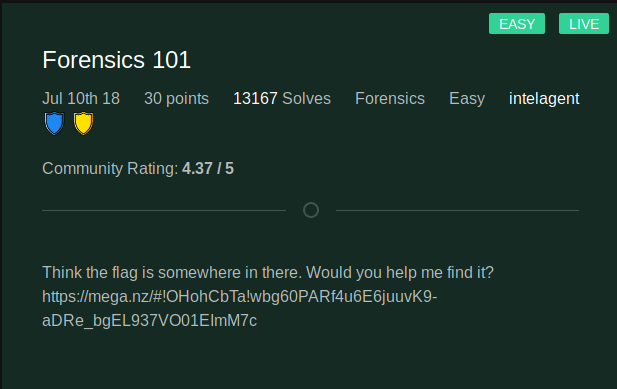 EASY LIVE
Forensics 101
Jul 10th 18 30 points 13167 Solves Forensics Easy intelagent
Community Rating: 4.37 / 5
Think the flag is somewhere in there. Would you help me find it?
https://mega.nz/#!OHohCbTa!wbg60PARf4u6E6juuvK9-
aDRe_bgEL937VO01EImM7c